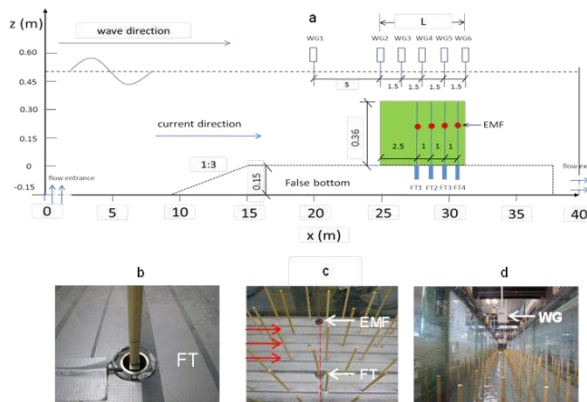 z (m)
a
L
wave direction
WG1 WG2 WG3 WG4 WG5 WG6
0.60
0.45
5 1.5 1.5 1.5 1.5
0.30
EMF
current direction
0.36
0.15
2.5 1 1 1
1:3
0
flow entrance
0.15
False bottom
FT1 FT2 FT3 FT4
flow ex
-0.15
0 5 10 15 20 25 30 35 40
x (m)
b c d
FT
EMF
FT
WG